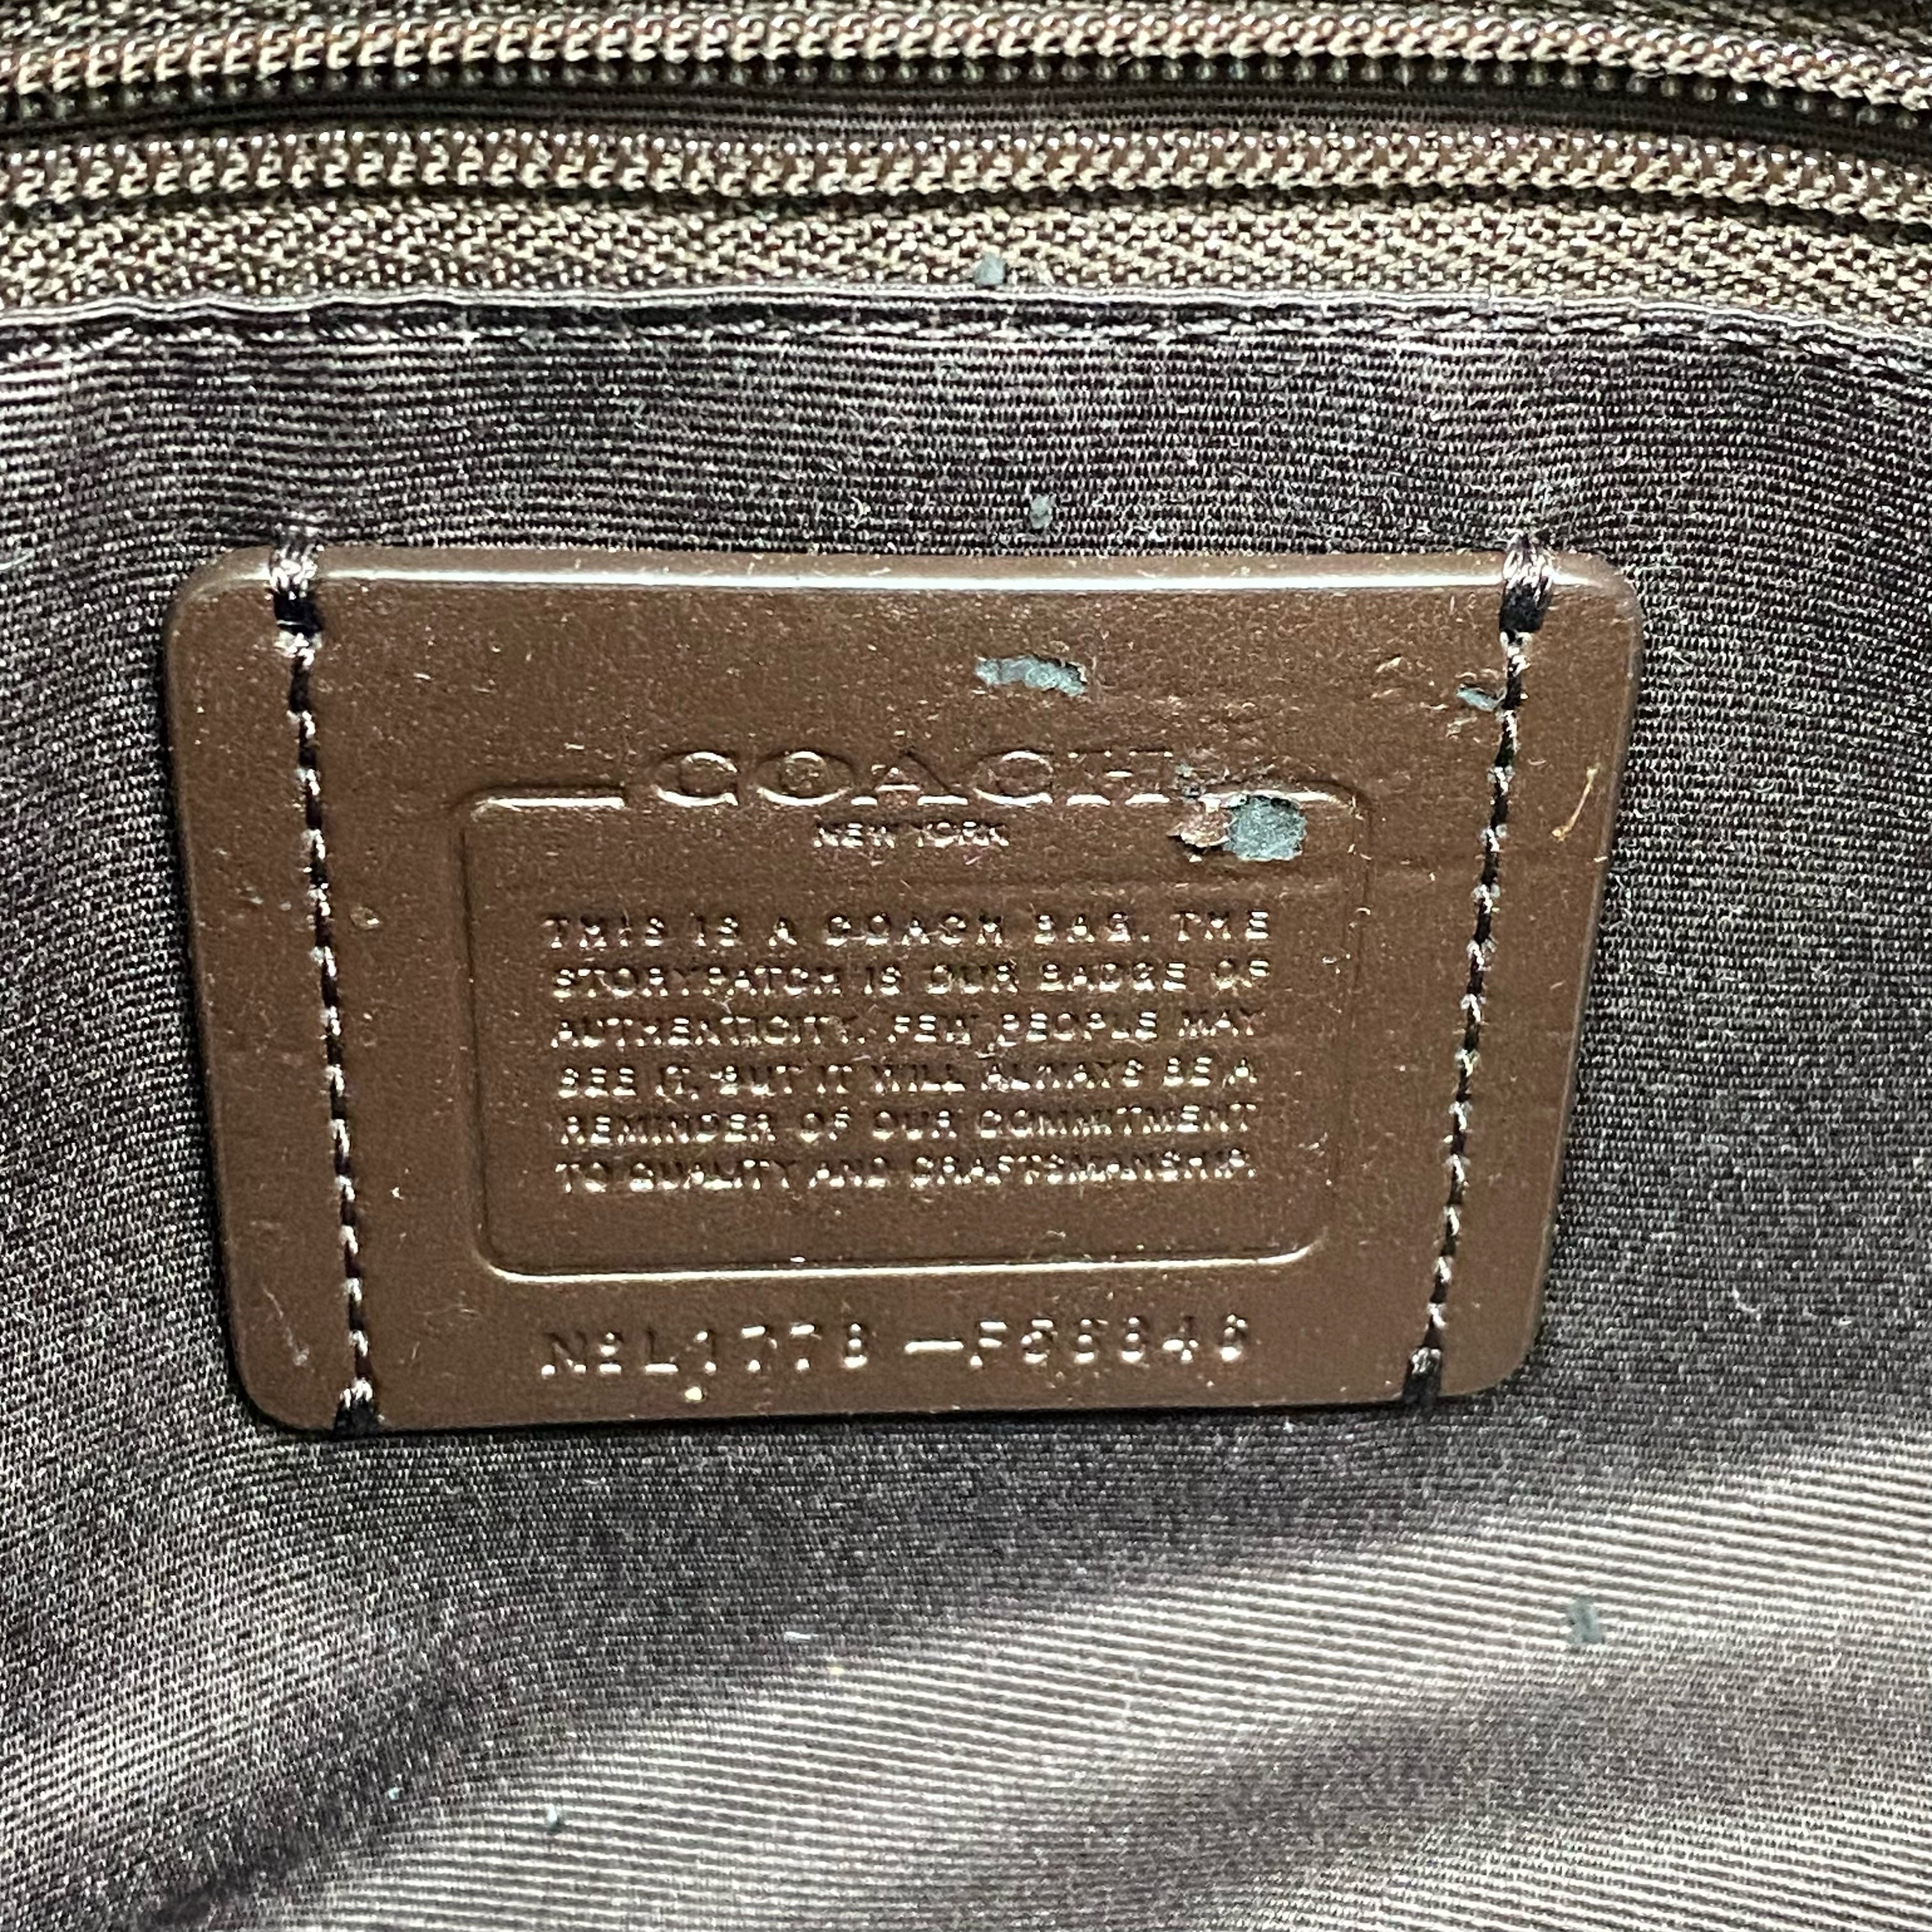 COACH
NEW YORK
THIS IS A COACH BAG. THE
STORYPATCH IS OUR BADGE OF
AUTHENTICITY. FEW PEOPLE MAY
SEE IT, BUT IT WILL ALWAYS BE A
REMINDER OF OUR COMMITMENT
TO QUALITY AND CRAFTSMANSHIP.